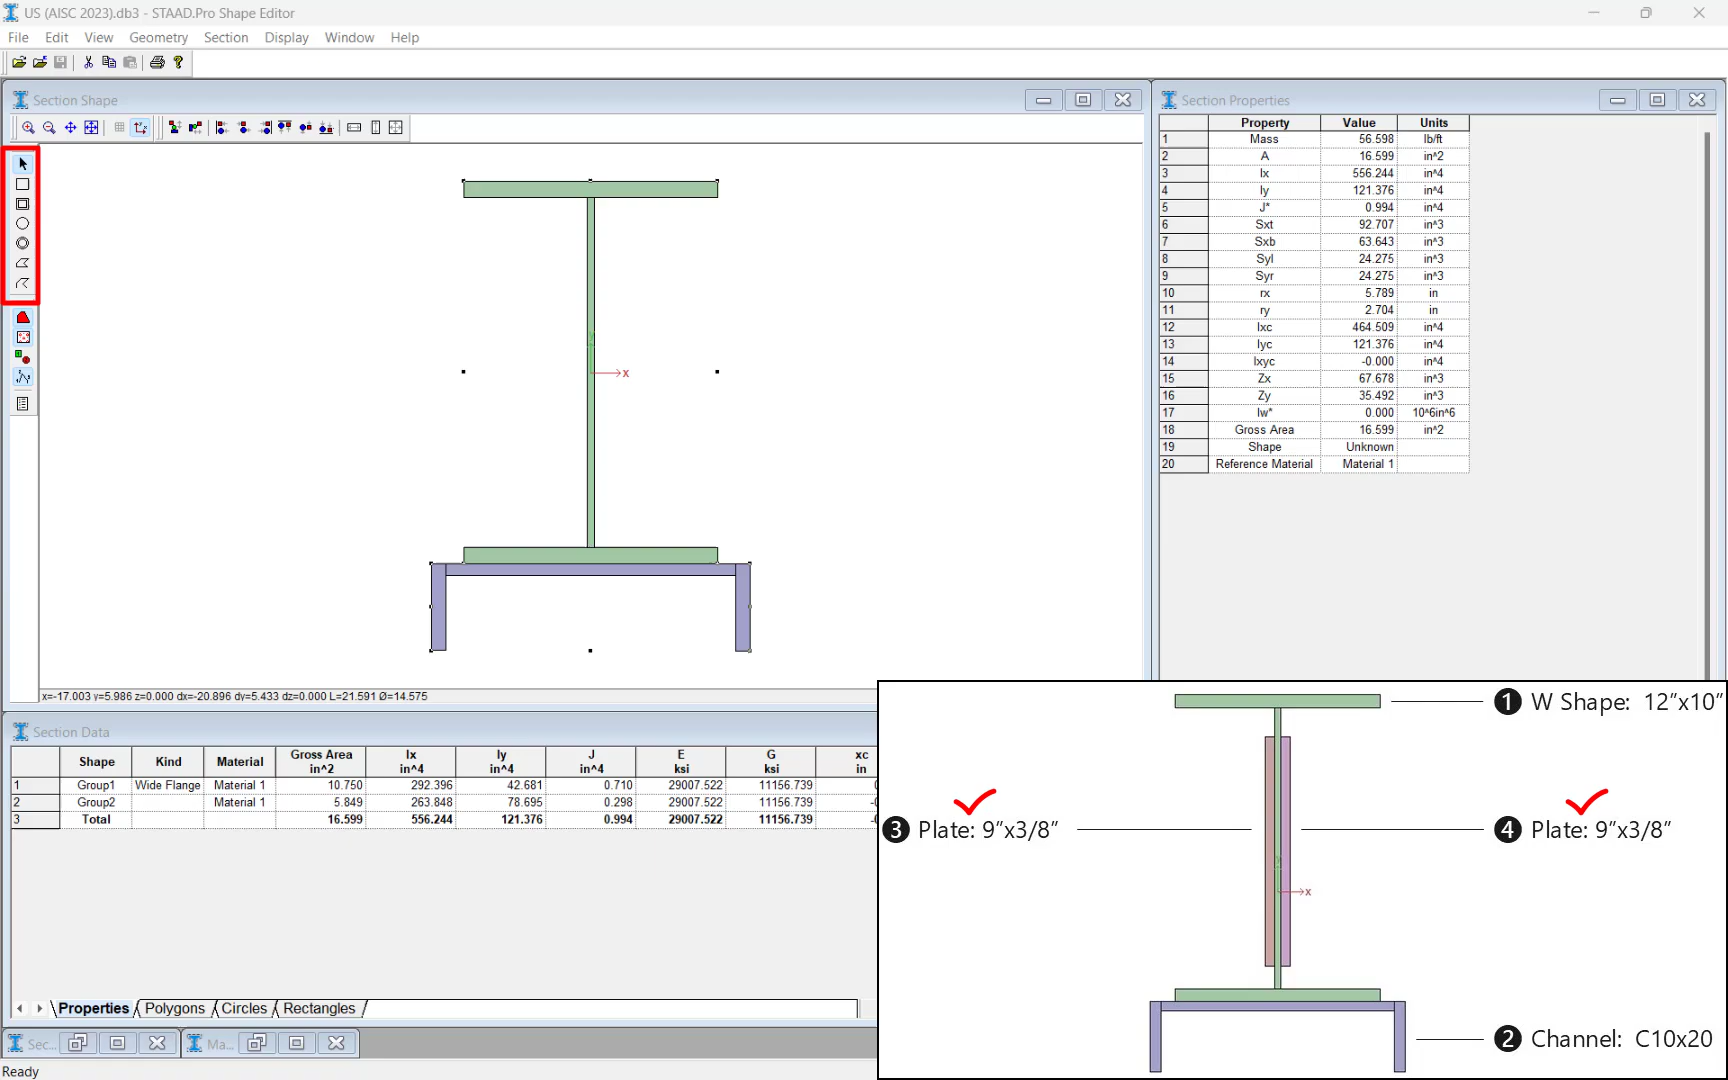 US (AISC 2023).db3 - STAAD.Pro Shape Editor
File Edit View Geometry Section Display Window Help
Section Shape
x
x=-17.003 y=5.986 z=0.000 dx=-20.896 dy=5.433 dz=0.000 L=21.591 Ø=14.575
Section Properties
Property Value Units
1 Mass 56.598 lb/ft
2 A 16.599 in^2
3 Ix 556.244 in^4
4 Iy 121.376 in^4
5 J* 0.994 in^4
6 Sxt 92.707 in^3
7 Sxb 63.643 in^3
8 Syl 24.275 in^3
9 Syr 24.275 in^3
10 rx 5.789 in
11 ry 2.704 in
12 Ixc 464.509 in^4
13 Iyc 121.376 in^4
14 Ixyc -0.000 in^4
15 Zx 67.678 in^3
16 Zy 35.492 in^3
17 Iw* 0.000 10^6in^6
18 Gross Area 16.599 in^2
19 Shape Unknown
20 Reference Material Material 1
Section Data
Shape Kind Material Gross Area in^2 Ix in^4 Iy in^4 J in^4 E ksi G ksi xc in
1 Group1 Wide Flange Material 1 10.750 292.396 42.681 0.710 29007.522 11156.739
2 Group2 Material 1 5.849 263.848 78.695 0.298 29007.522 11156.739
3 Total 16.599 556.244 121.376 0.994 29007.522 11156.739
Properties Polygons Circles Rectangles
Sec... Ma...
Ready
1 W Shape: 12”x10”
3 Plate: 9”x3/8”
4 Plate: 9”x3/8”
x
2 Channel: C10x20